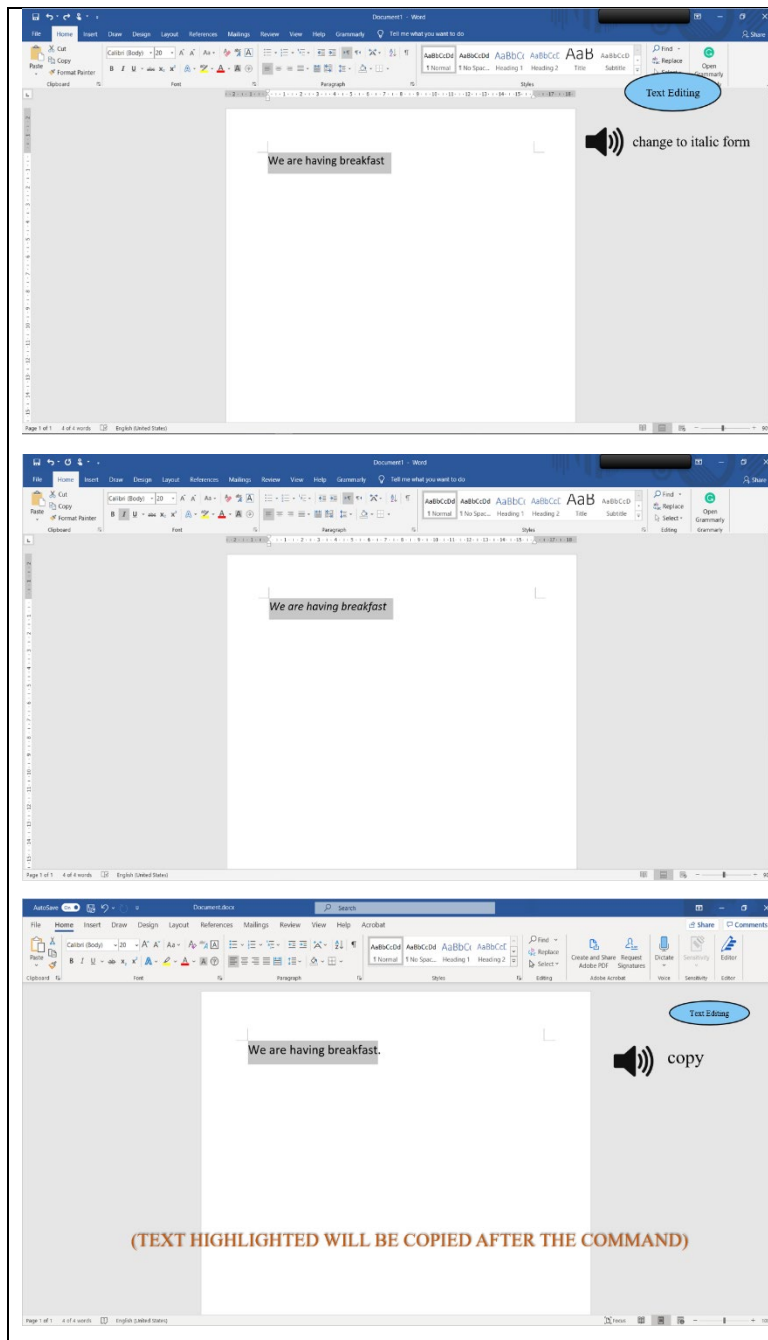 Document1 - Word
File Home Insert Draw Design Layout References Mailings Review View Help Grammarly Tell me what you want to do Share
Cut
Copy
Format Painter
Paste
Calibri (Body) 20
AaBbCcDd AaBbCcDd AaBbCc AaBbCcC AaB AaBbCcD
1 Normal 1 No Spac... Heading 1 Heading 2 Title Subtitle
Find
Replace
Open
Grammarly
Clipboard Font Paragraph Styles
Text Editing
change to italic form
We are having breakfast
Page 1 of 1 4 of 4 words English (United States)
Document1 - Word
File Home Insert Draw Design Layout References Mailings Review View Help Grammarly Tell me what you want to do Share
Cut
Copy
Format Painter
Paste
Calibri (Body) 20
AaBbCcDd AaBbCcDd AaBbCc AaBbCcC AaB AaBbCcD
1 Normal 1 No Spac... Heading 1 Heading 2 Title Subtitle
Find
Replace
Select
Open
Grammarly
Clipboard Font Paragraph Styles Editing Grammarly
We are having breakfast
Page 1 of 1 4 of 4 words English (United States)
AutoSave On Document.docx Search
File Home Insert Draw Design Layout References Mailings Review View Help Acrobat Share Comments
Paste
Calibri (Body) 20
AaBbCcDd AaBbCcDd AaBbCc AaBbCcC
1 Normal 1 No Spac... Heading 1 Heading 2
Find
Replace
Select
Create and Share Adobe PDF
Request Signatures
Dictate Sensitivity Editor
Clipboard Font Paragraph Styles Editing Adobe Acrobat Voice Sensitivity Editor
Text Editing
copy
We are having breakfast.
(TEXT HIGHLIGHTED WILL BE COPIED AFTER THE COMMAND)
Page 1 of 1 4 of 4 words English (United States) Focus